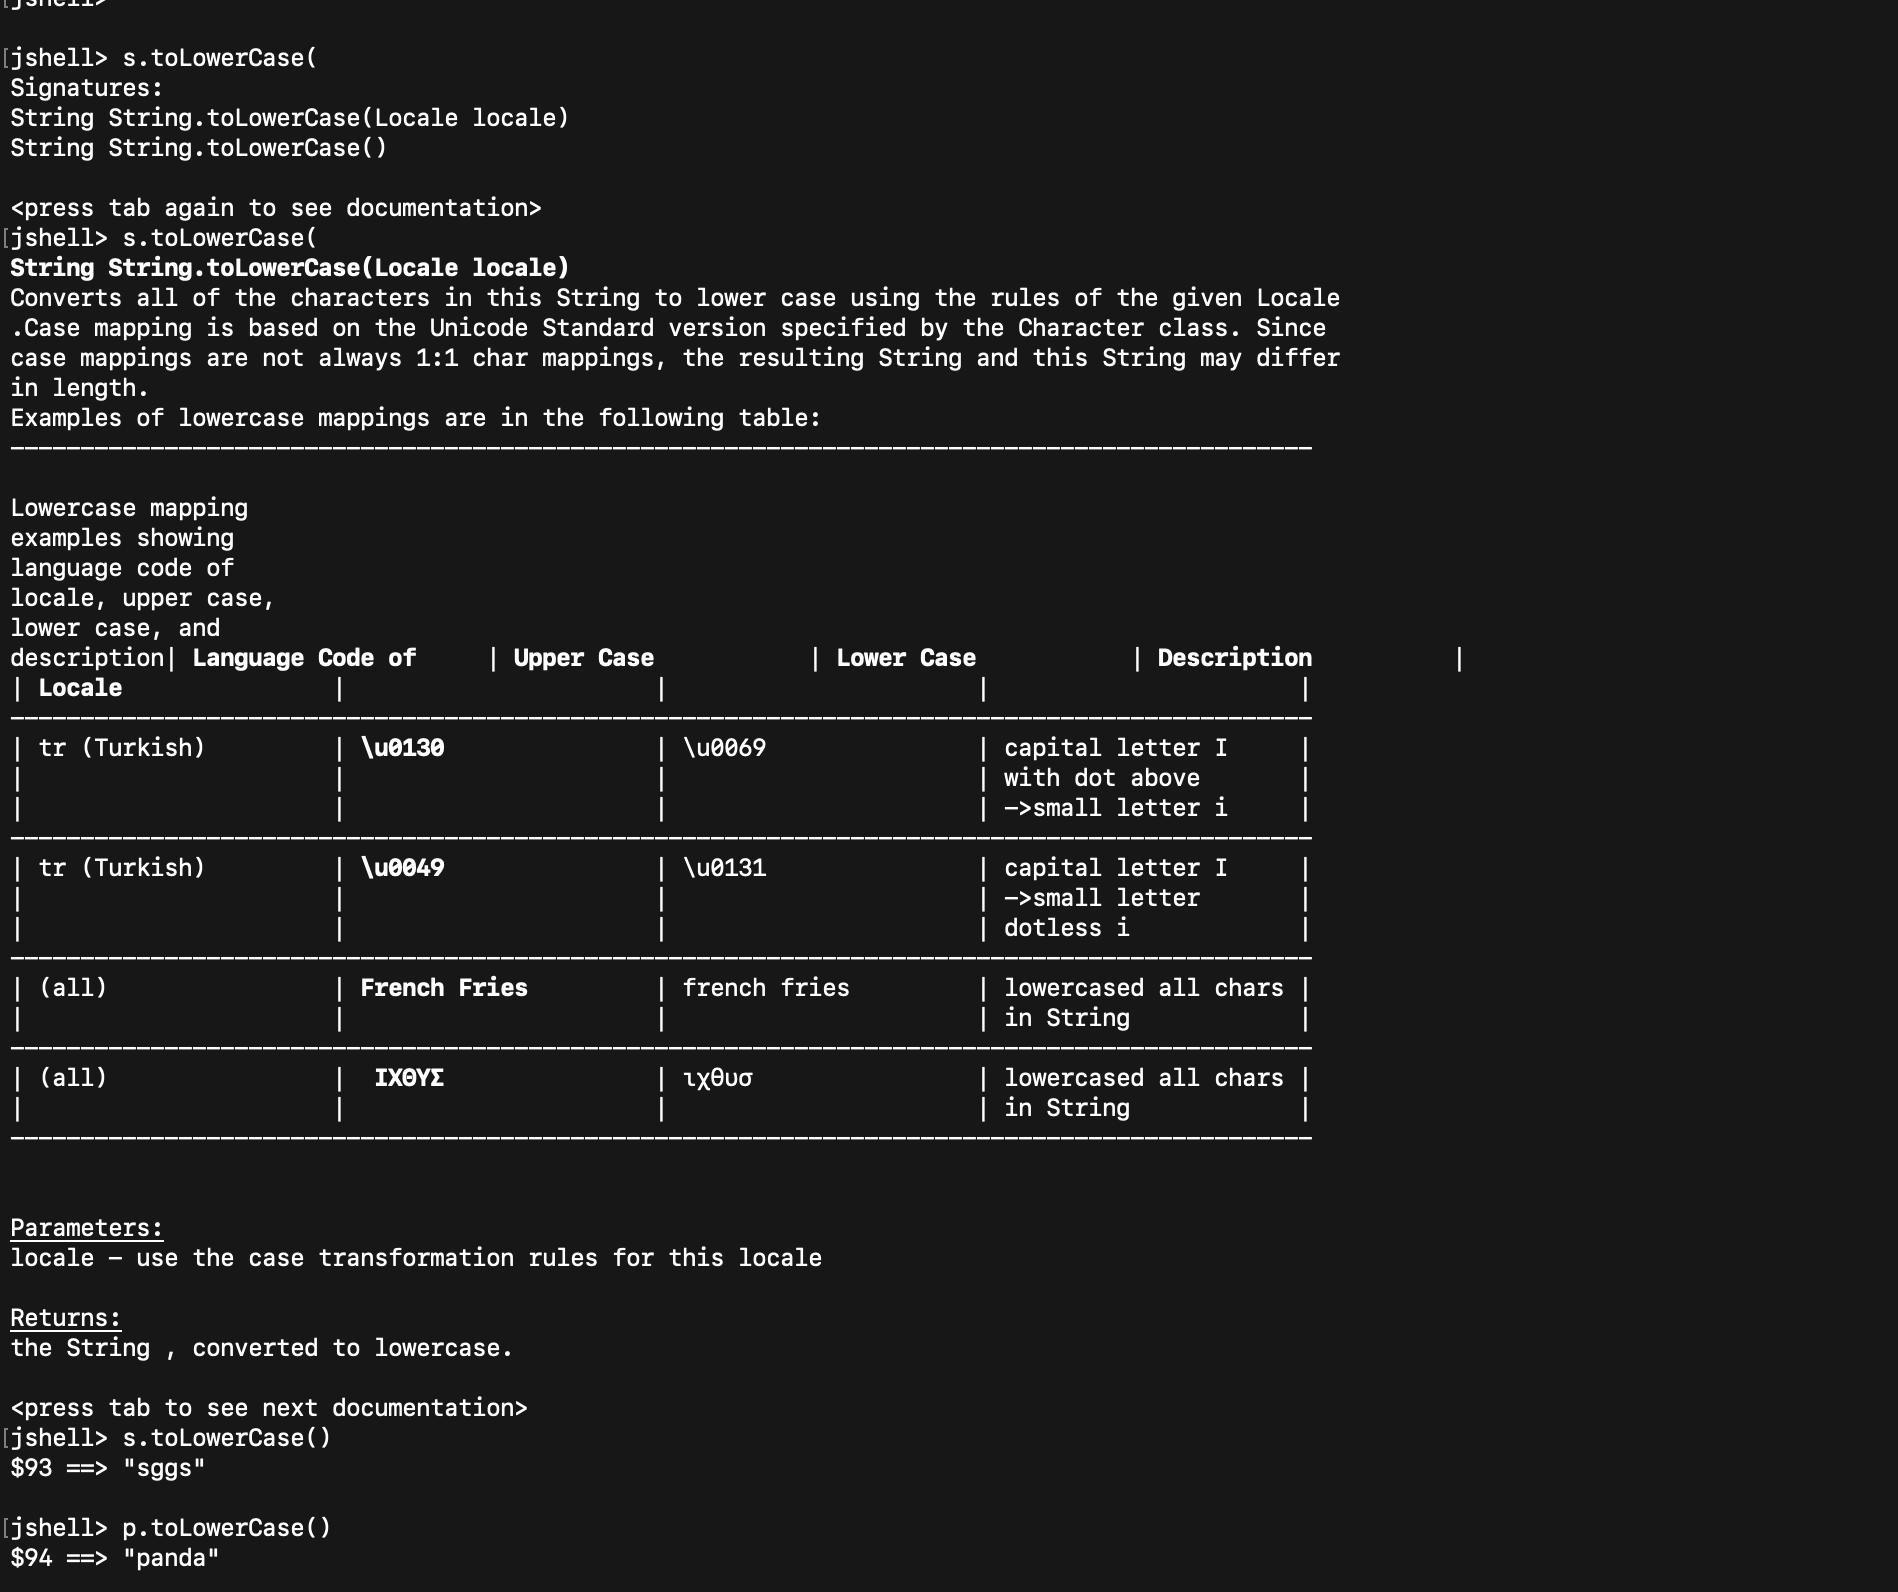 [jshell>
[jshell> s.toLowerCase(
Signatures:
String String.toLowerCase(Locale locale)
String String.toLowerCase()
<press tab again to see documentation>
[jshell> s.toLowerCase(
String String.toLowerCase(Locale locale)
Converts all of the characters in this String to lower case using the rules of the given Locale
.Case mapping is based on the Unicode Standard version specified by the Character class. Since
case mappings are not always 1:1 char mappings, the resulting String and this String may differ
in length.
Examples of lowercase mappings are in the following table:
─────────────────────────────────────────────────────────────────────────────────────────────
Lowercase mapping
examples showing
language code of
locale, upper case,
lower case, and
description| Language Code of     | Upper Case           | Lower Case           | Description          |
| Locale               |                      |                      |                      |
─────────────────────────────────────────────────────────────────────────────────────────────
| tr (Turkish)         | \u0130               | \u0069               | capital letter I     |
|                      |                      |                      | with dot above       |
|                      |                      |                      | —>small letter i     |
─────────────────────────────────────────────────────────────────────────────────────────────
| tr (Turkish)         | \u0049               | \u0131               | capital letter I     |
|                      |                      |                      | —>small letter       |
|                      |                      |                      | dotless i            |
─────────────────────────────────────────────────────────────────────────────────────────────
| (all)                | French Fries         | french fries         | lowercased all chars |
|                      |                      |                      | in String            |
─────────────────────────────────────────────────────────────────────────────────────────────
| (all)                |  ΙΧΘΥΣ               | ιχθυσ                | lowercased all chars |
|                      |                      |                      | in String            |
─────────────────────────────────────────────────────────────────────────────────────────────
Parameters:
locale – use the case transformation rules for this locale
Returns:
the String , converted to lowercase.
<press tab to see next documentation>
[jshell> s.toLowerCase()
$93 ==> "sggs"
[jshell> p.toLowerCase()
$94 ==> "panda"